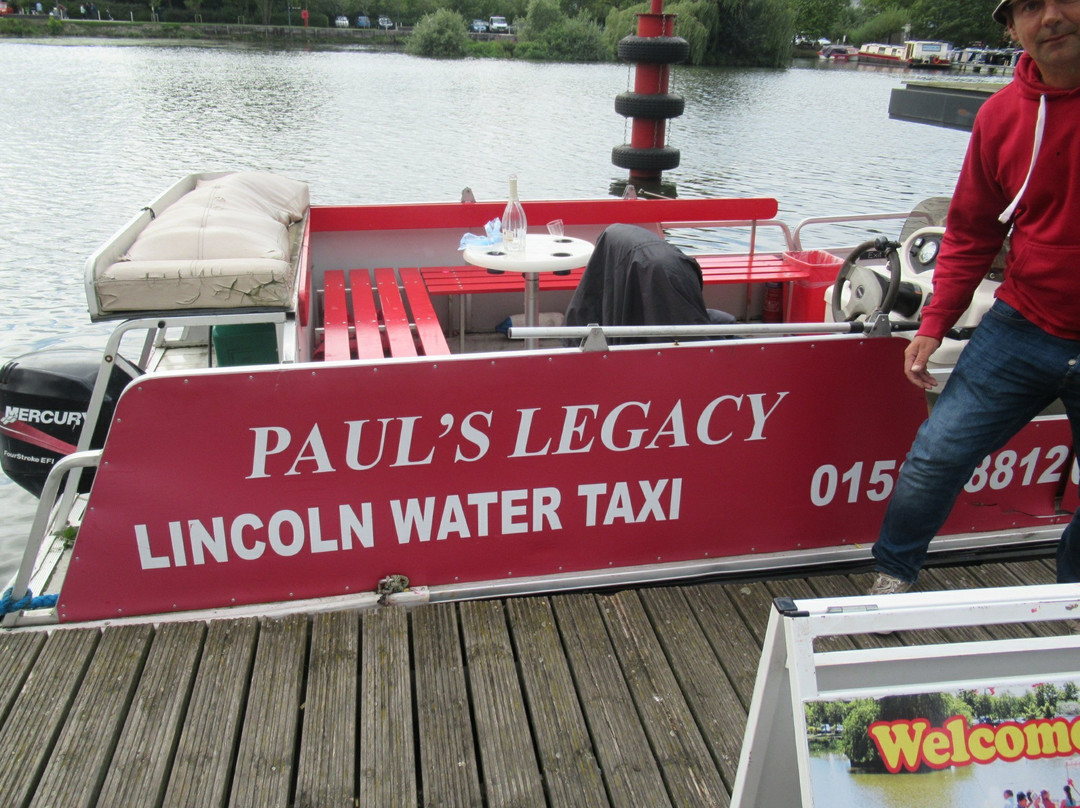 PAUL'S LEGACY
LINCOLN WATER TAXI
MERCURY
FourStroke EFI
Welcome